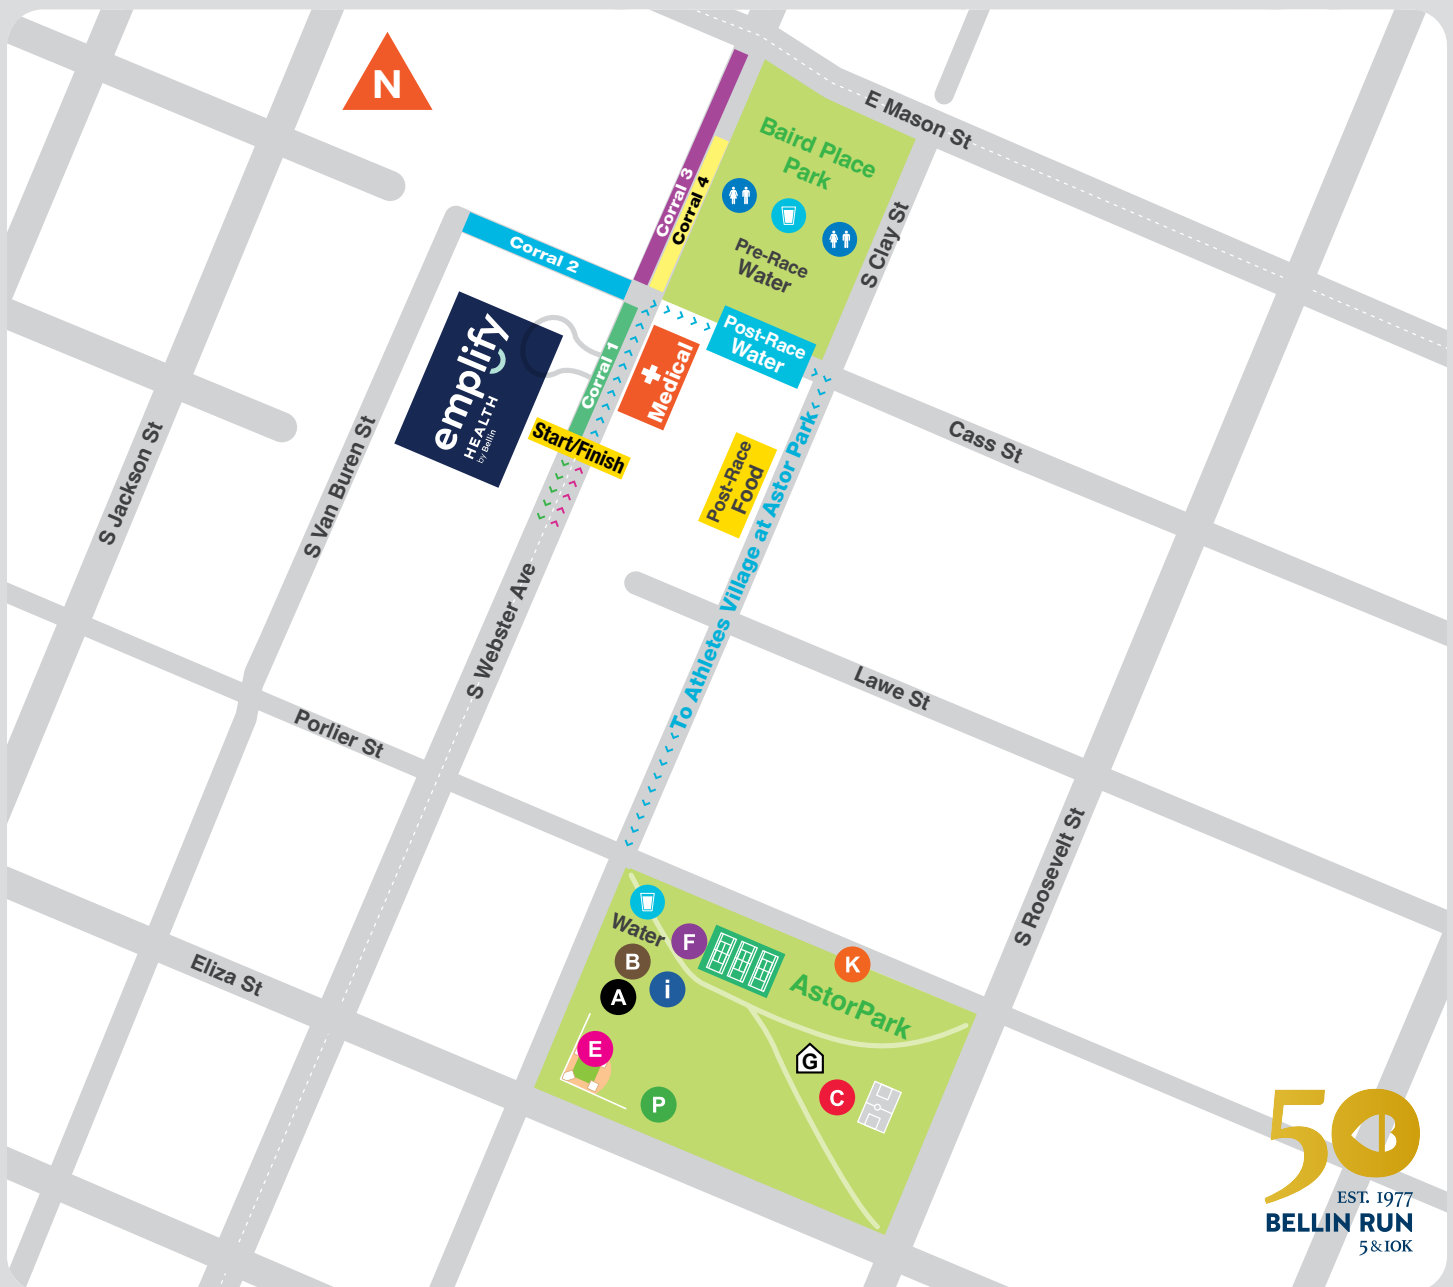 N
E Mason St
Baird Place
Park
Corral 3
Corral 4
Pre-Race
Water
S Clay St
Corral 2
Post-Race
Water
emplify
HEALTH
by Bellin
Corral 1
Medical
Start/Finish
Post-Race
Food
To Athletes Village at Astor Park
Cass St
S Jackson St
S Van Buren St
S Webster Ave
Lawe St
Porlier St
S Roosevelt St
Eliza St
Water
F
B
i
A
K
AstorPark
E
G
P
C
50
B
EST. 1977
BELLIN RUN
5 & 10K